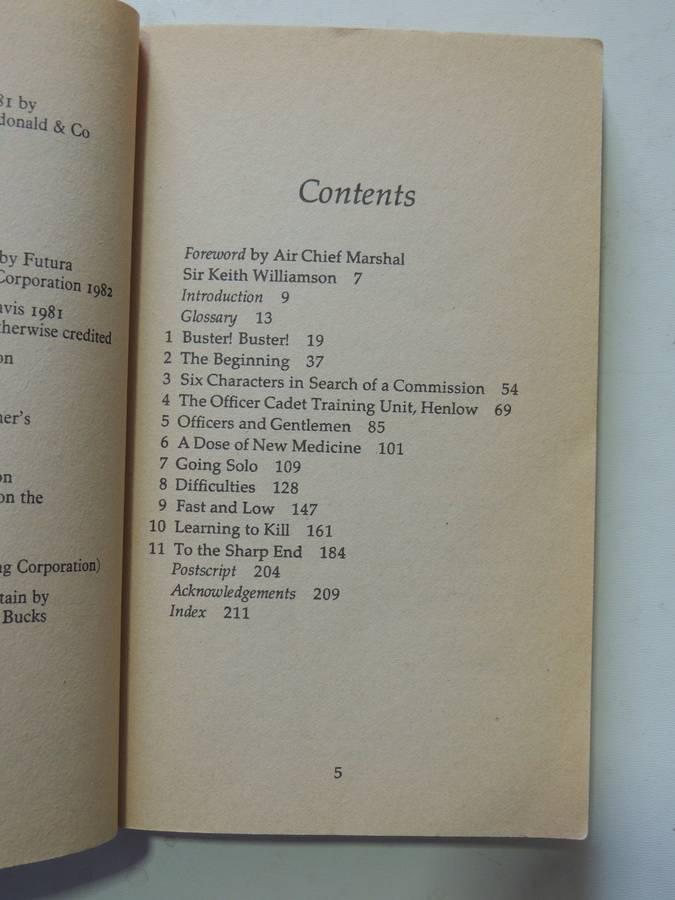 81 by
donald & Co
by Futura
Corporation 1982
avis 1981
therwise credited
on
ner's
on
on the
ng Corporation)
tain by
Bucks
Contents
Foreword by Air Chief Marshal
Sir Keith Williamson 7
Introduction 9
Glossary 13
1 Buster! Buster! 19
2 The Beginning 37
3 Six Characters in Search of a Commission 54
4 The Officer Cadet Training Unit, Henlow 69
5 Officers and Gentlemen 85
6 A Dose of New Medicine 101
7 Going Solo 109
8 Difficulties 128
9 Fast and Low 147
10 Learning to Kill 161
11 To the Sharp End 184
Postscript 204
Acknowledgements 209
Index 211
5